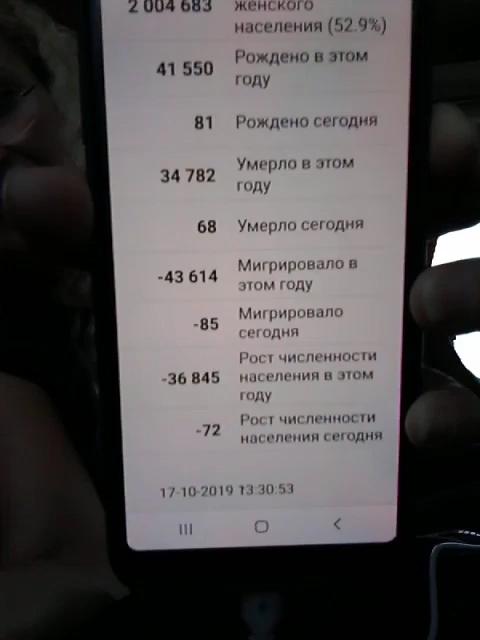 2 004 683 женского
населения (52.9%)
41 550 Рождено в этом
году
81 Рождено сегодня
34 782 Умерло в этом
году
68 Умерло сегодня
-43 614 Мигрировало в
этом году
-85 Мигрировало
сегодня
-36 845 Рост численности
населения в этом
году
-72 Рост численности
населения сегодня
17-10-2019 13:30:53